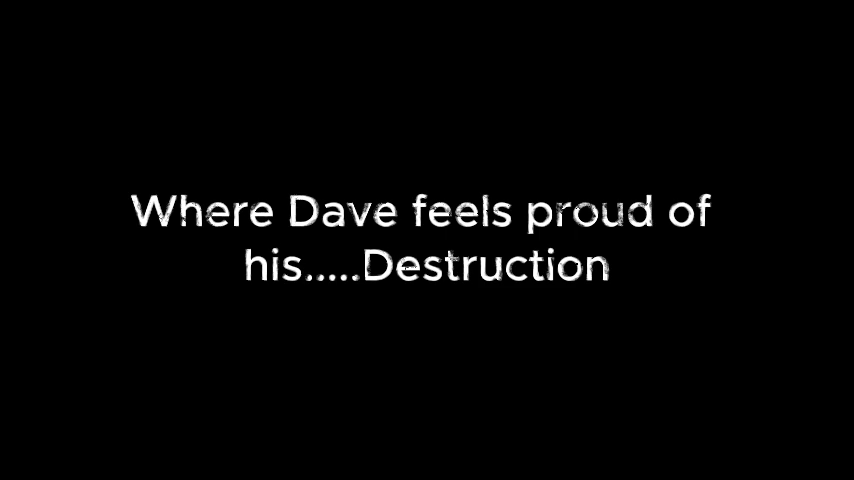 Where Dave feels proud of
his.....Destruction